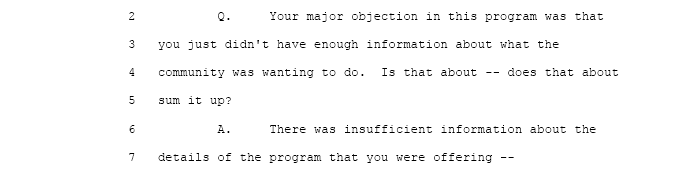 2 Q. Your major objection in this program was that
3 you just didn't have enough information about what the
4 community was wanting to do. Is that about -- does that about
5 sum it up?
6 A. There was insufficient information about the
7 details of the program that you were offering --